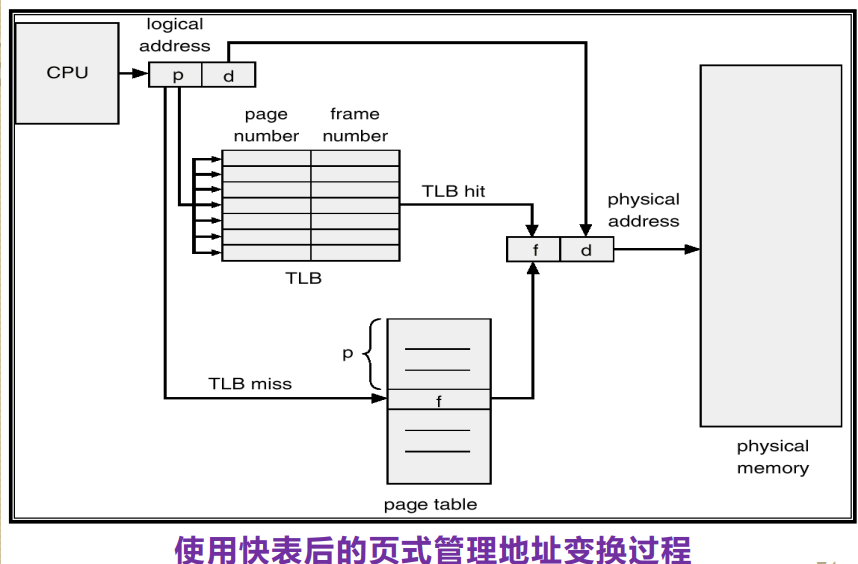 logical
address
CPU
p
d
page
number
frame
number
TLB hit
physical
address
f
d
TLB
p
TLB miss
f
physical
memory
page table
使用快表后的页式管理地址变换过程